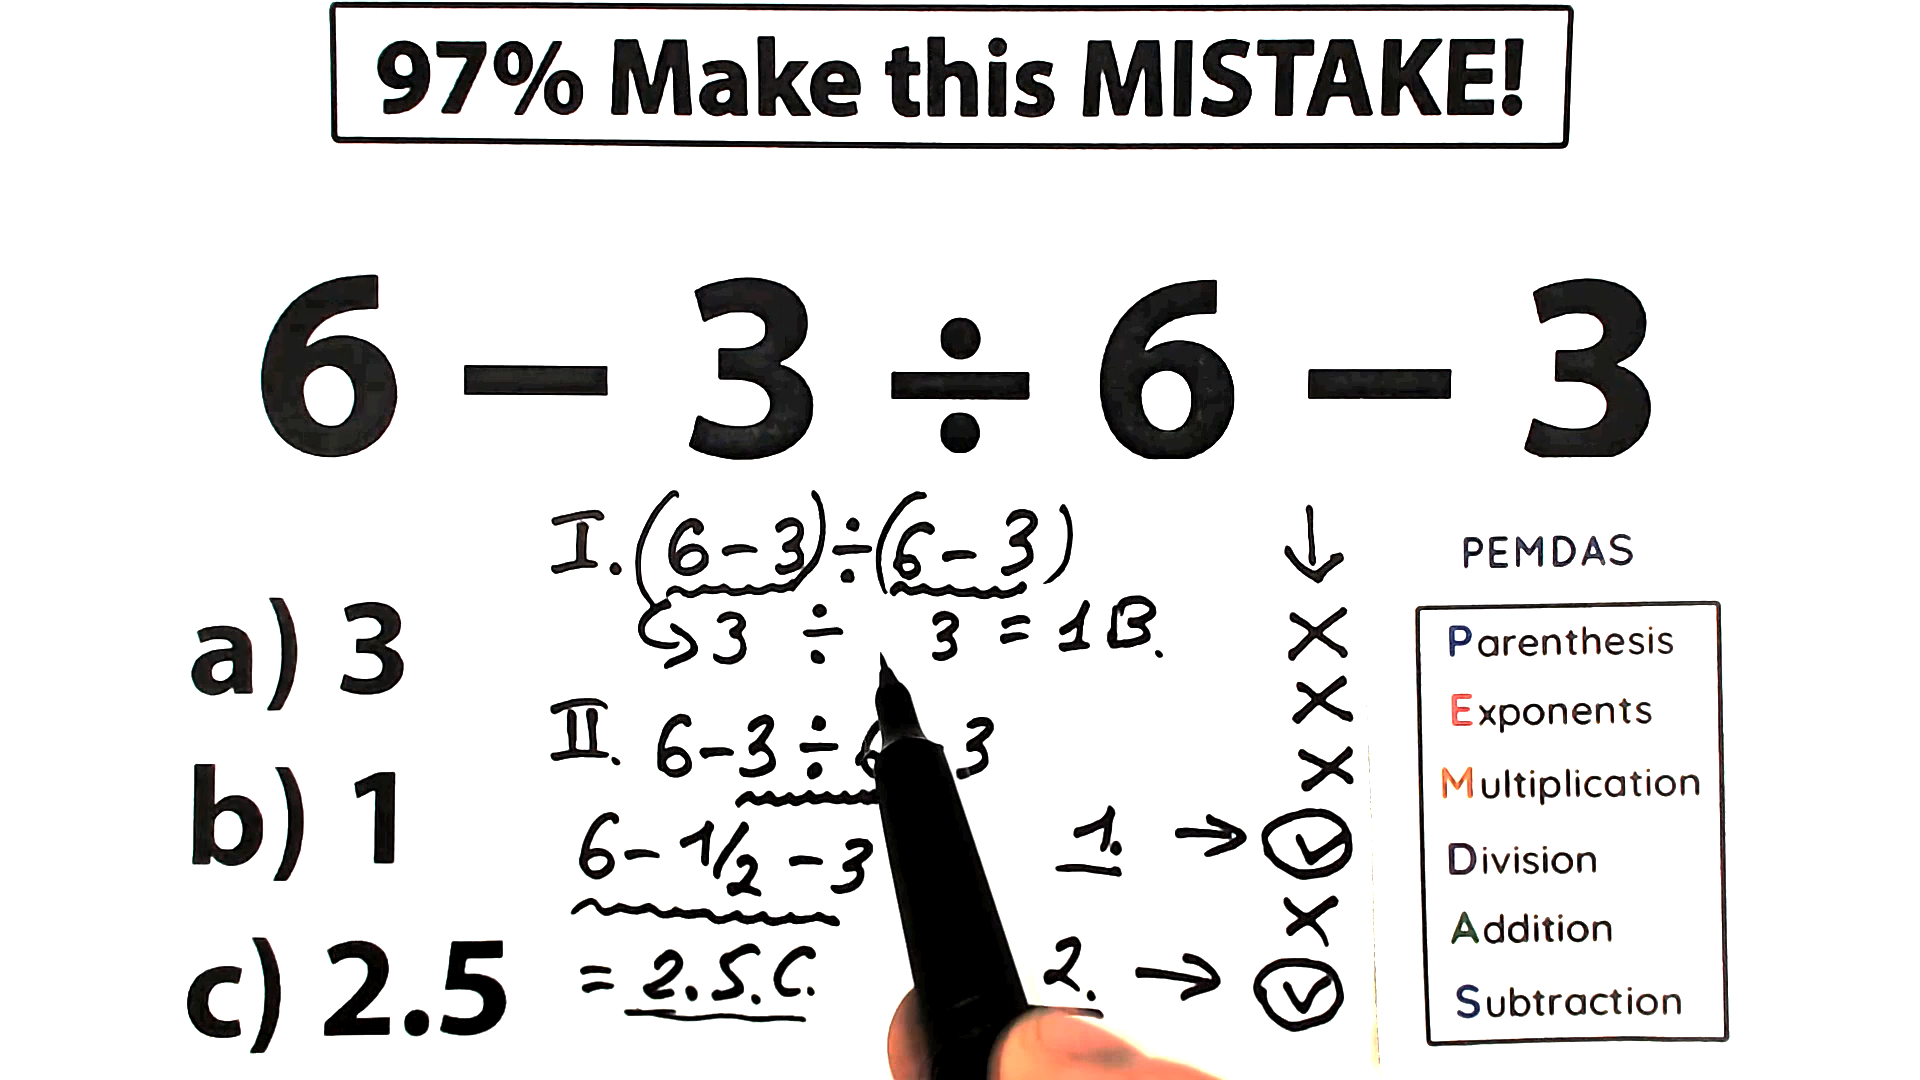 97% Make this MISTAKE!
6 − 3 ÷ 6 − 3
a) 3
b) 1
c) 2.5
I. (6 − 3) ÷ (6 − 3)
3 ÷ 3 = 1 B.
II. 6 − 3 ÷ 6 3
6 − 1/2 − 3
= 2.5. C.
1. →
2. →
↓
X
X
X
✓
X
✓
PEMDAS
Parenthesis
Exponents
Multiplication
Division
Addition
Subtraction